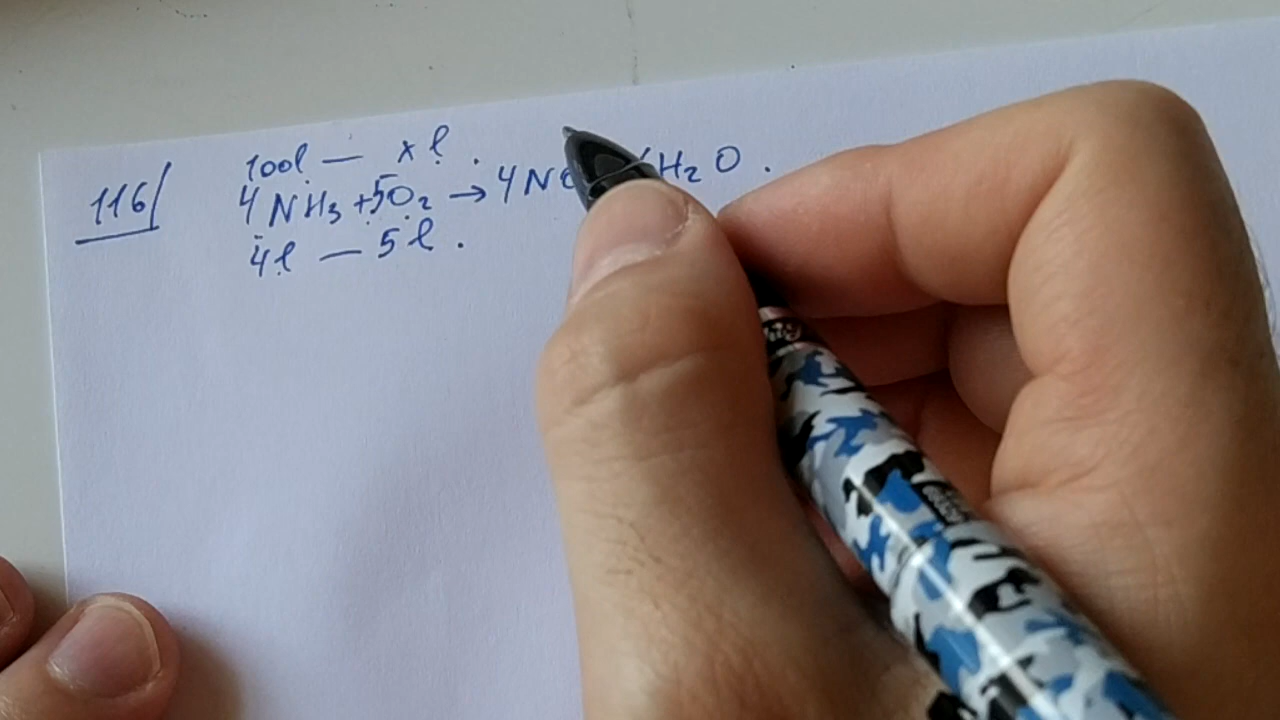 116/
100l — x l .
4NH₃ + 5O₂ → 4N H₂O .
4l — 5l .